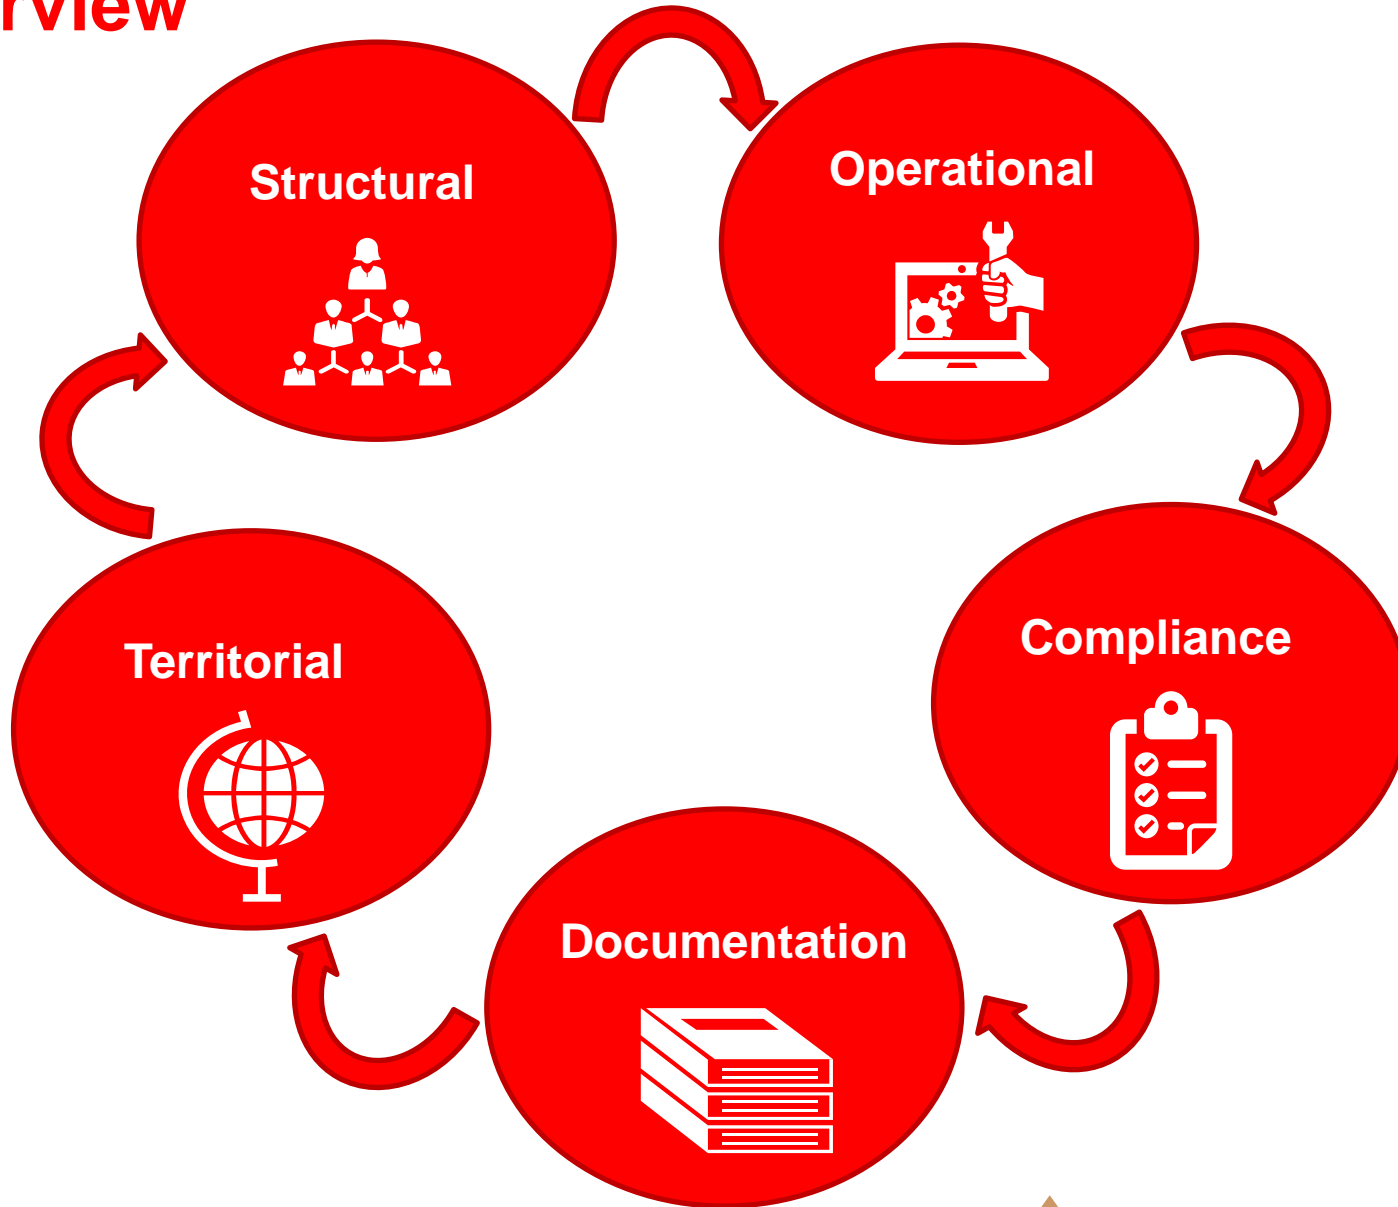 rview
Structural
Operational
Compliance
Documentation
Territorial